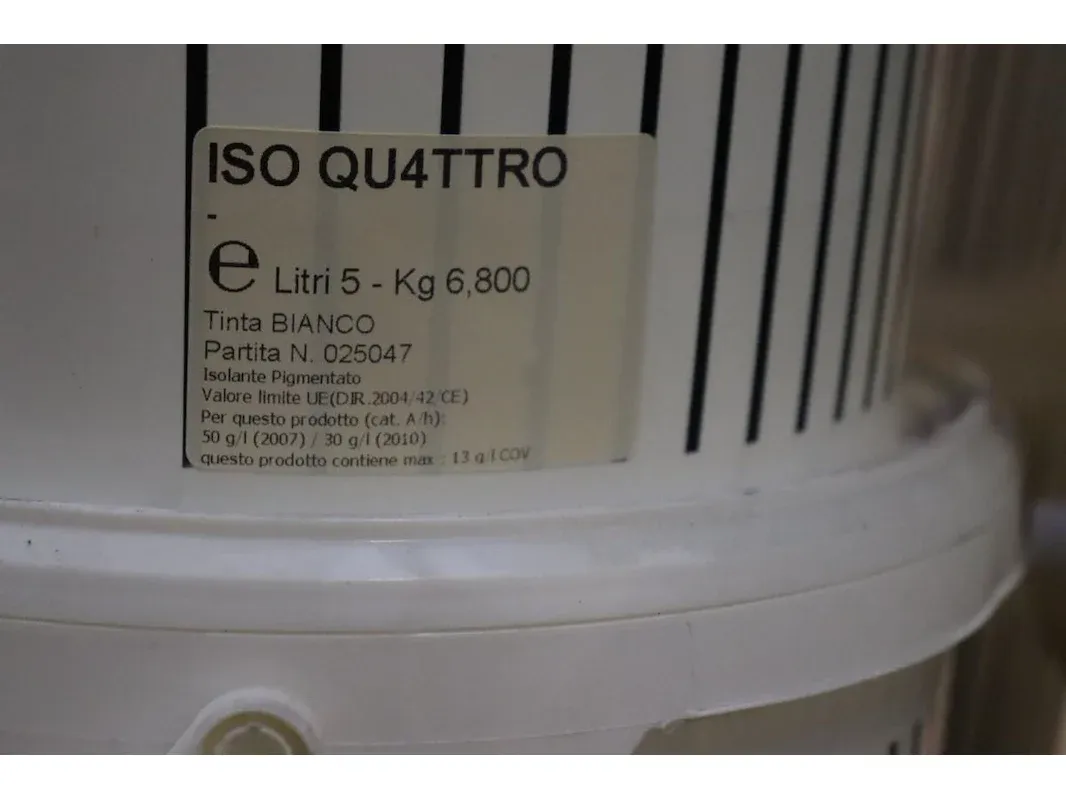 ISO QU4TTRO
-
e Litri 5 - Kg 6,800
Tinta BIANCO
Partita N. 025047
Isolante Pigmentato
Valore limite UE(DIR.2004/42/CE)
Per questo prodotto (cat. A/h):
50 g/l (2007) / 30 g/l (2010)
questo prodotto contiene max : 13 g/l COV